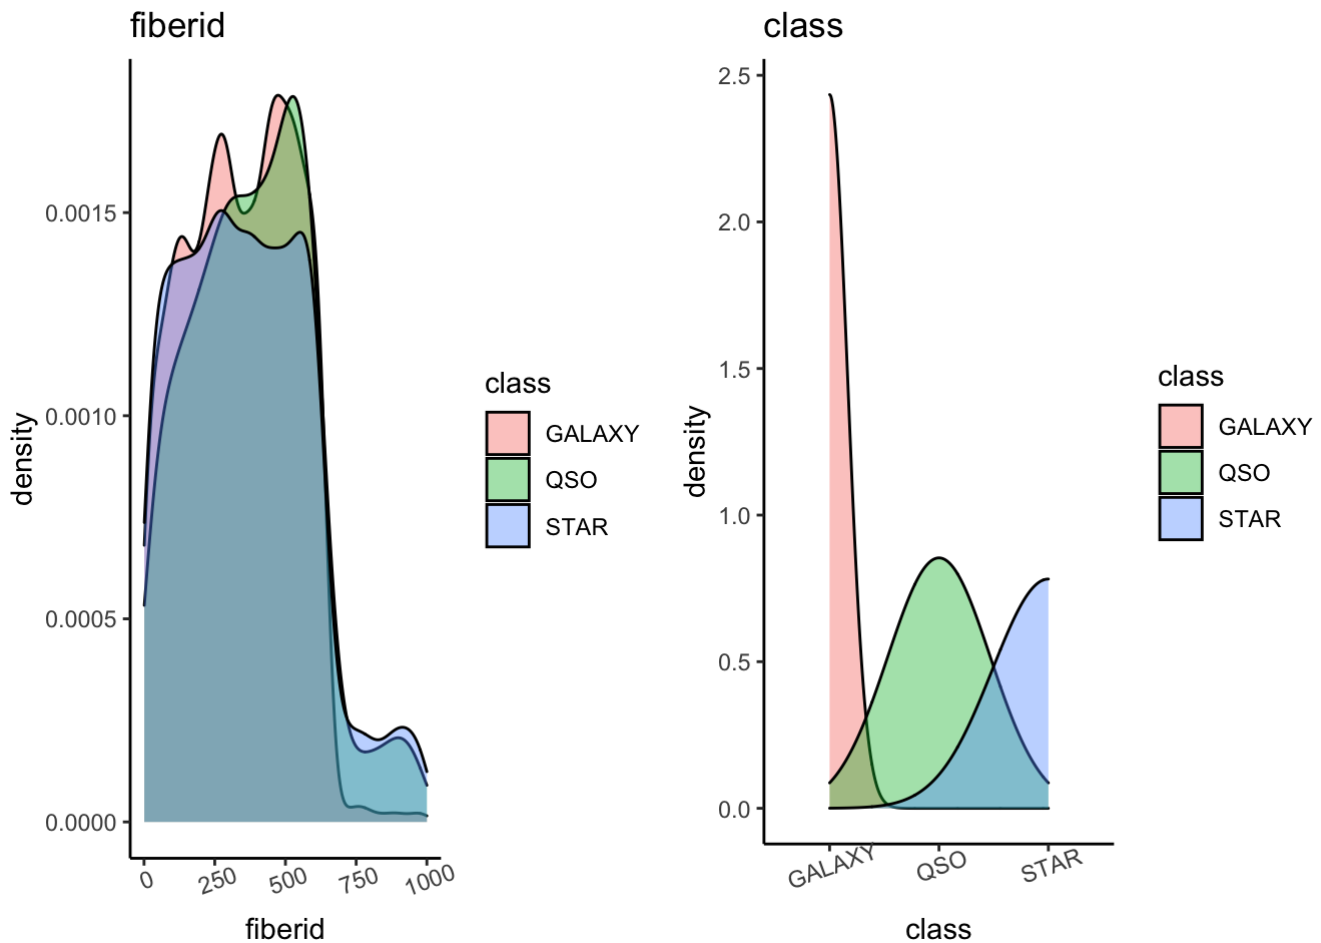 fiberid
density
0.0015
0.0010
0.0005
0.0000
0
250
500
750
1000
fiberid
class
GALAXY
QSO
STAR
class
density
2.5
2.0
1.5
1.0
0.5
0.0
GALAXY
QSO
STAR
class
class
GALAXY
QSO
STAR